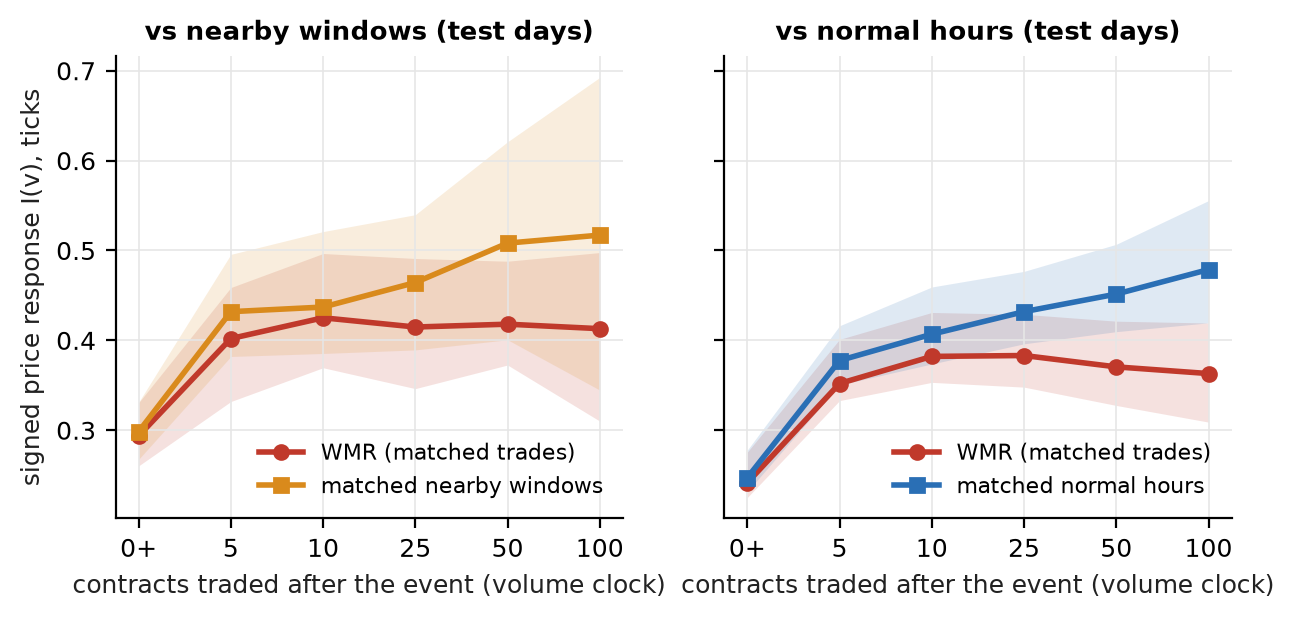 vs nearby windows (test days)
vs normal hours (test days)
signed price response I(v), ticks
0.7
0.6
0.5
0.4
0.3
WMR (matched trades)
matched nearby windows
WMR (matched trades)
matched normal hours
0+ 5 10 25 50 100
0+ 5 10 25 50 100
contracts traded after the event (volume clock)
contracts traded after the event (volume clock)